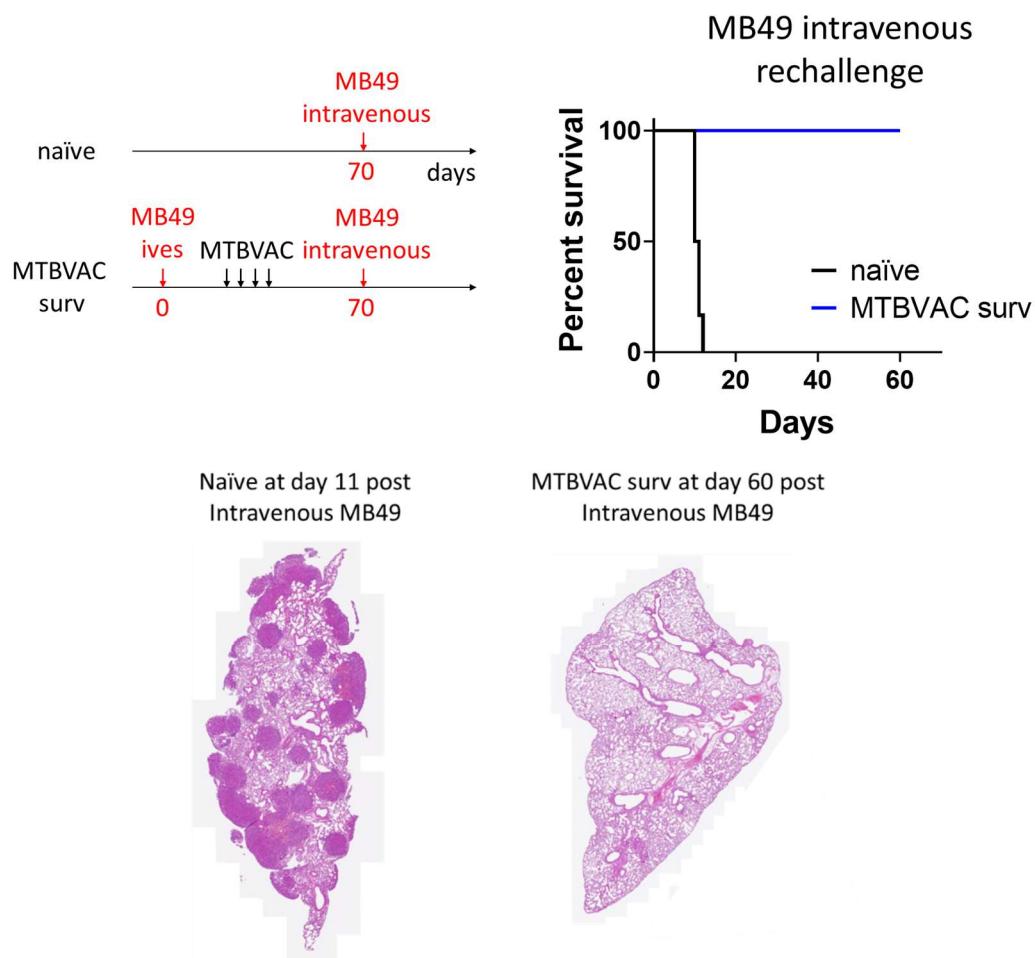 MB49
intravenous
naïve
70
days
MB49
ives
MTBVAC
MB49
intravenous
MTBVAC
surv
0
70
MB49 intravenous
rechallenge
Percent survival
100
50
0
naïve
MTBVAC surv
0
20
40
60
Days
Naïve at day 11 post
Intravenous MB49
MTBVAC surv at day 60 post
Intravenous MB49